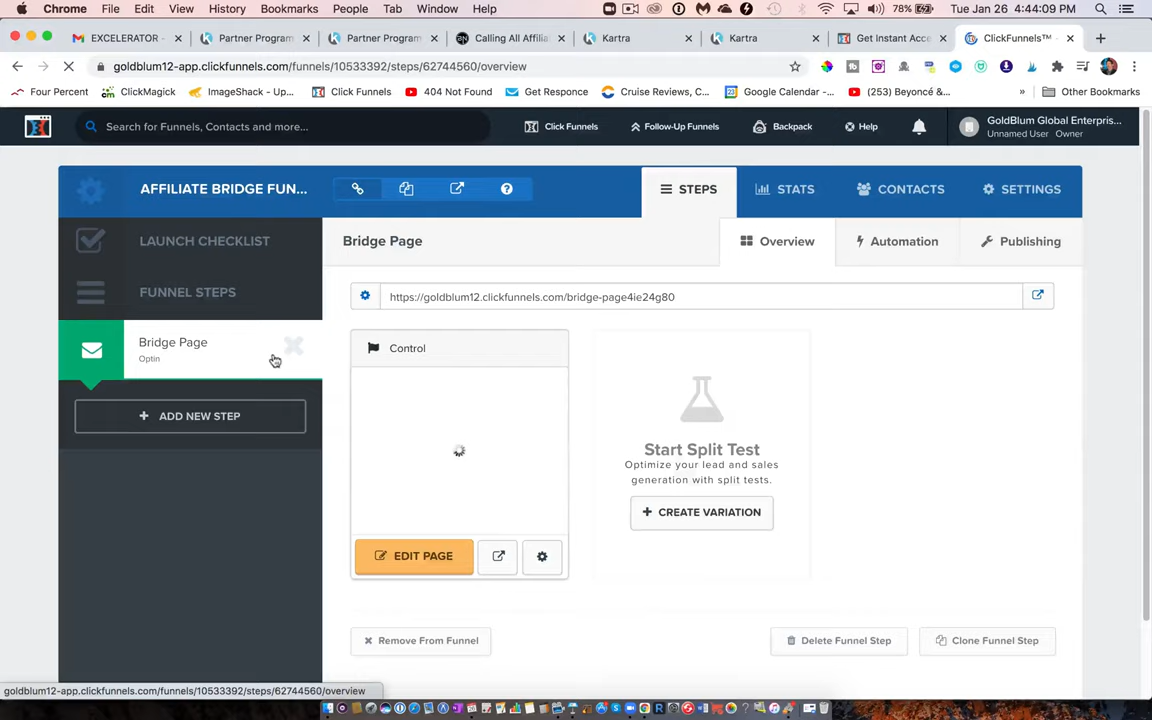 Chrome File Edit View History Bookmarks People Tab Window Help 78% Tue Jan 26 4:44:09 PM
EXCELERATOR - Partner Program Partner Program Calling All Affilia Kartra Kartra Get Instant Acce ClickFunnels™ -
goldblum12-app.clickfunnels.com/funnels/10533392/steps/62744560/overview
Four Percent ClickMagick ImageShack - Up... Click Funnels 404 Not Found Get Response Cruise Reviews, C... Google Calendar -... (253) Beyoncé &... » Other Bookmarks
Search for Funnels, Contacts and more... Click Funnels Follow-Up Funnels Backpack Help GoldBlum Global Enterpris...
Unnamed User Owner
AFFILIATE BRIDGE FUN... STEPS STATS CONTACTS SETTINGS
LAUNCH CHECKLIST Bridge Page Overview Automation Publishing
FUNNEL STEPS https://goldblum12.clickfunnels.com/bridge-page4ie24g80
Bridge Page
Optin
Control
ADD NEW STEP
Start Split Test
Optimize your lead and sales
generation with split tests.
CREATE VARIATION
EDIT PAGE
Remove From Funnel Delete Funnel Step Clone Funnel Step
goldblum12-app.clickfunnels.com/funnels/10533392/steps/62744560/overview